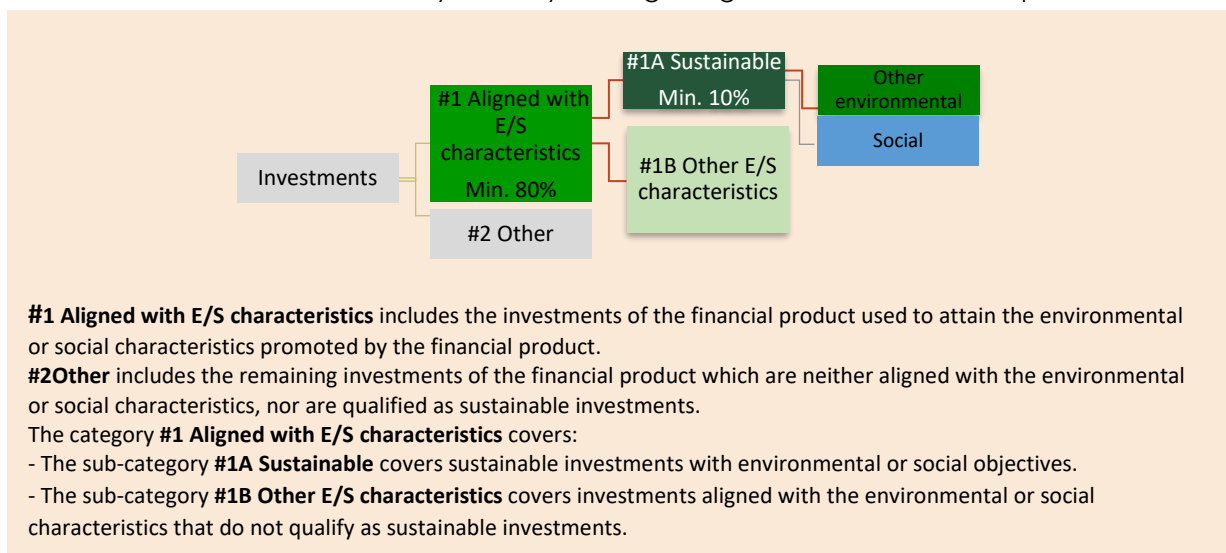 #1A Sustainable
Min. 10%
Other
environmental
#1 Aligned with
E/S
characteristics
Min. 80%
Social
#1B Other E/S
characteristics
Investments
#2 Other
#1 Aligned with E/S characteristics includes the investments of the financial product used to attain the environmental
or social characteristics promoted by the financial product.
#2Other includes the remaining investments of the financial product which are neither aligned with the environmental
or social characteristics, nor are qualified as sustainable investments.
The category #1 Aligned with E/S characteristics covers:
- The sub-category #1A Sustainable covers sustainable investments with environmental or social objectives.
- The sub-category #1B Other E/S characteristics covers investments aligned with the environmental or social
characteristics that do not qualify as sustainable investments.